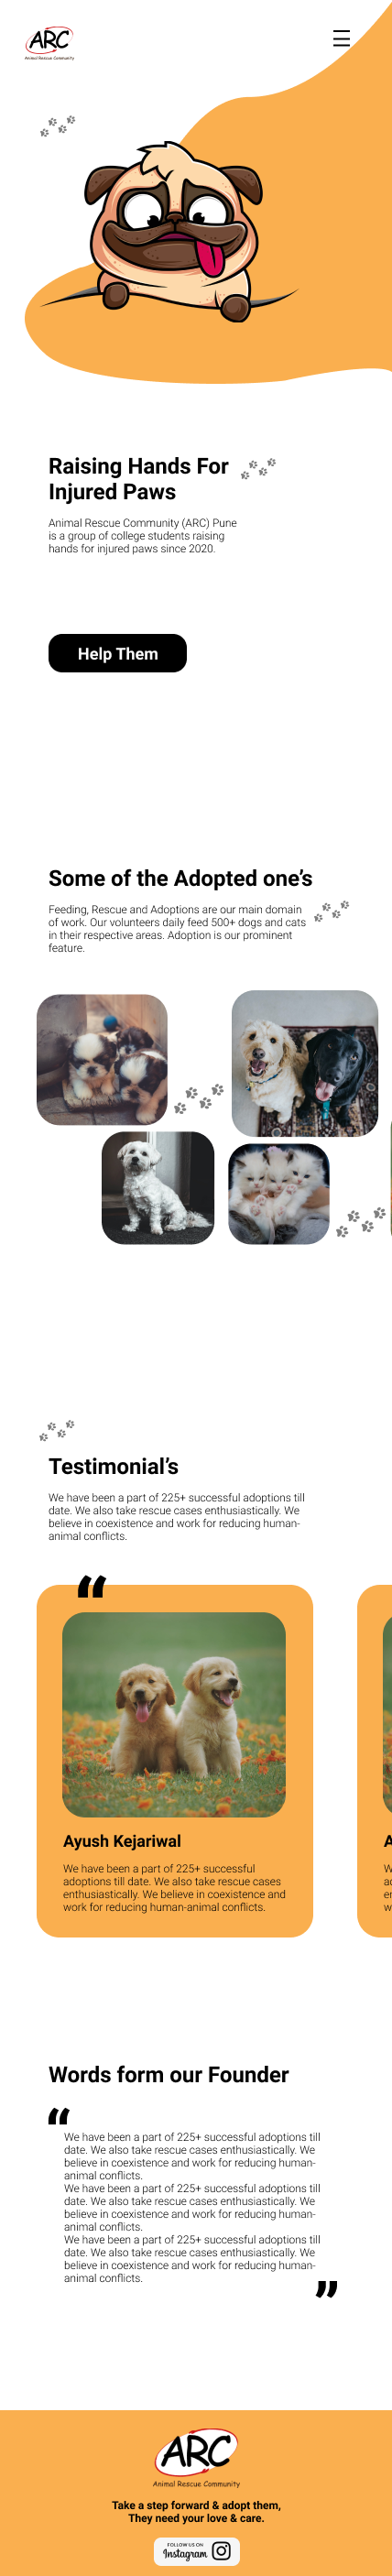 ARC
Animal Rescue Community
Raising Hands For
Injured Paws
Animal Rescue Community (ARC) Pune
is a group of college students raising
hands for injured paws since 2020.
Help Them
Some of the Adopted one’s
Feeding, Rescue and Adoptions are our main domain
of work. Our volunteers daily feed 500+ dogs and cats
in their respective areas. Adoption is our prominent
feature.
Testimonial’s
We have been a part of 225+ successful adoptions till
date. We also take rescue cases enthusiastically. We
believe in coexistence and work for reducing human-
animal conflicts.
“
Ayush Kejariwal
We have been a part of 225+ successful
adoptions till date. We also take rescue cases
enthusiastically. We believe in coexistence and
work for reducing human-animal conflicts.
Words form our Founder
“
We have been a part of 225+ successful adoptions till
date. We also take rescue cases enthusiastically. We
believe in coexistence and work for reducing human-
animal conflicts.
We have been a part of 225+ successful adoptions till
date. We also take rescue cases enthusiastically. We
believe in coexistence and work for reducing human-
animal conflicts.
We have been a part of 225+ successful adoptions till
date. We also take rescue cases enthusiastically. We
believe in coexistence and work for reducing human-
animal conflicts.
”
ARC
Animal Rescue Community
Take a step forward & adopt them,
They need your love & care.
FOLLOW US ON
Instagram